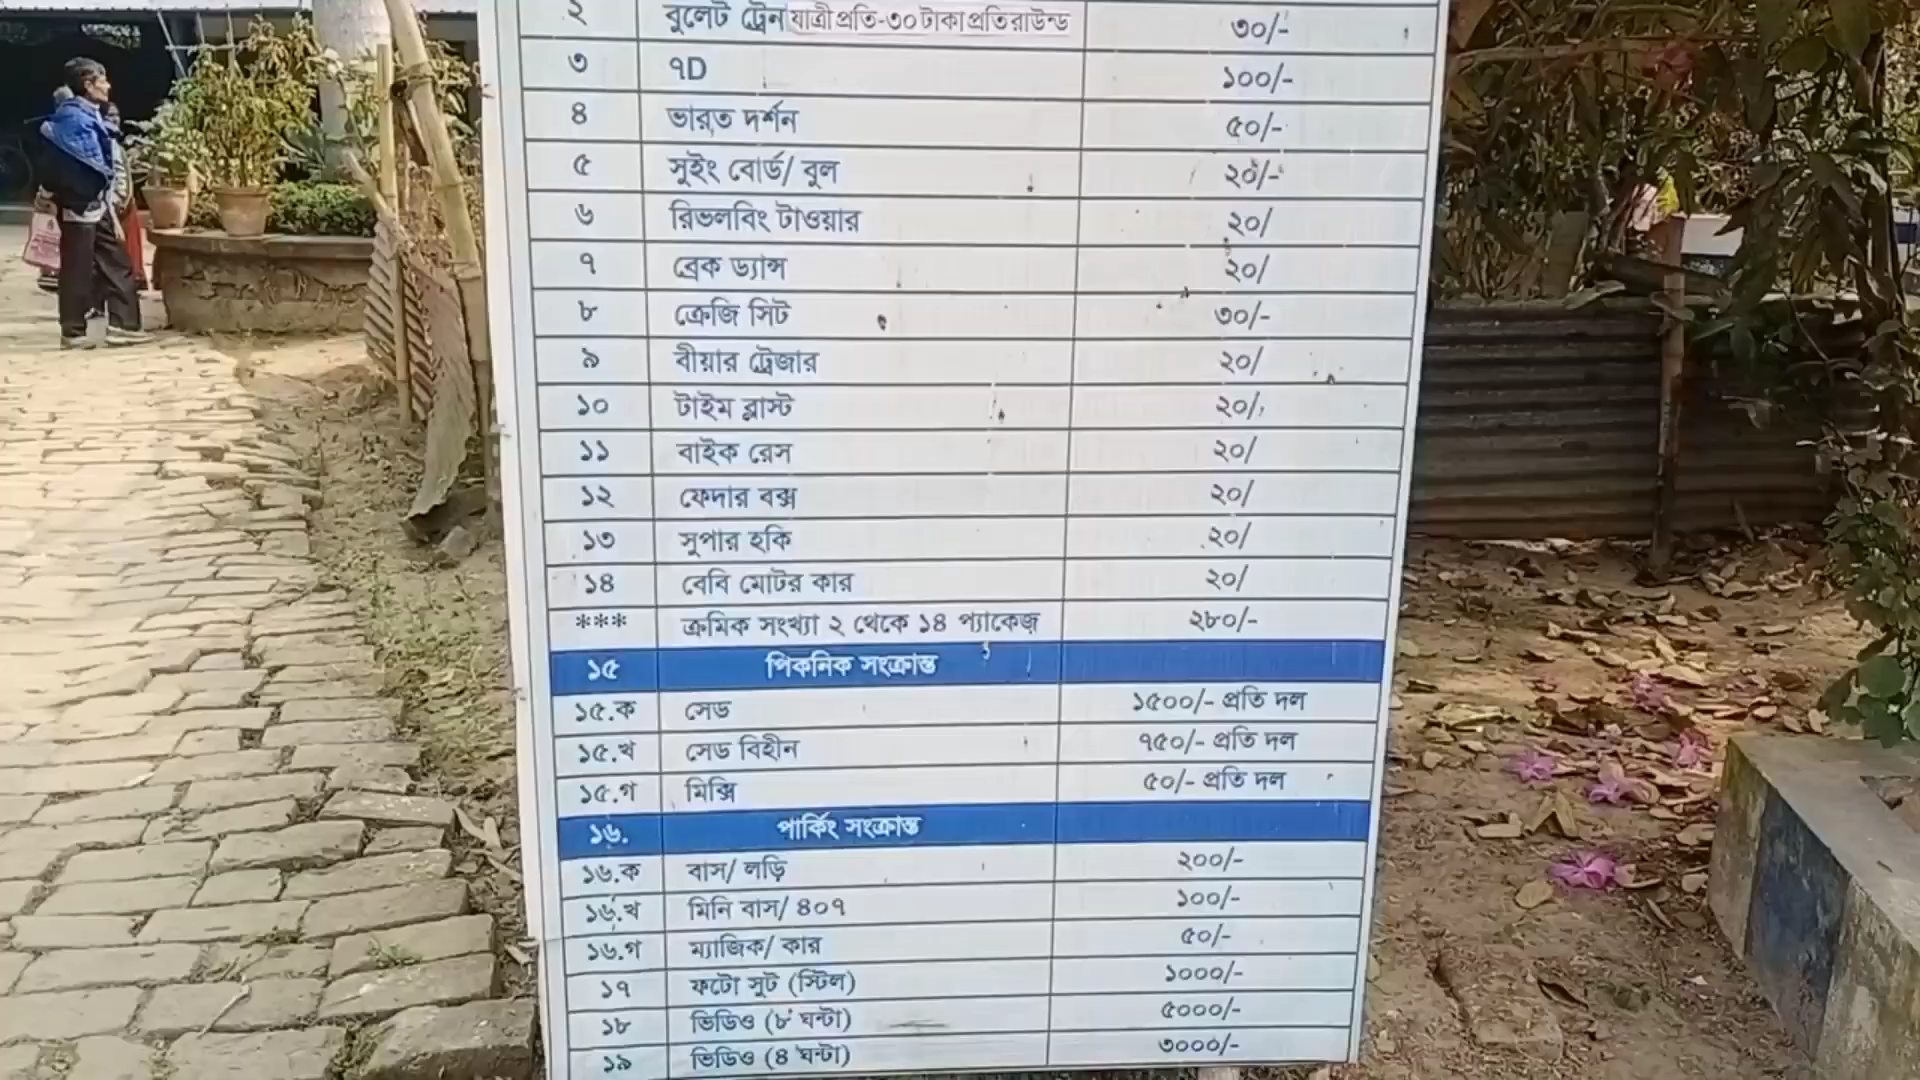 ২ বুলেট ট্রেন যাত্রী প্রতি-৩০ টাকা প্রতি রাউন্ড ৩০/-
৩ ৭D ১০০/-
৪ ভারত দর্শন ৫০/-
৫ সুইং বোর্ড/ বুল ২০/-
৬ রিভলবিং টাওয়ার ২০/
৭ ব্রেক ড্যান্স ২০/
৮ ক্রেজি সিট ৩০/-
৯ বীয়ার ট্রেজার ২০/
১০ টাইম ব্লাস্ট ২০/
১১ বাইক রেস ২০/
১২ ফেদার বক্স ২০/
১৩ সুপার হকি ২০/
১৪ বেবি মোটর কার ২০/
*** ক্রমিক সংখ্যা ২ থেকে ১৪ প্যাকেজ ২৮০/-
১৫ পিকনিক সংক্রান্ত
১৫.ক সেড ১৫০০/- প্রতি দল
১৫.খ সেড বিহীন ৭৫০/- প্রতি দল
১৫.গ মিক্সি ৫০/- প্রতি দল
১৬. পার্কিং সংক্রান্ত
১৬.ক বাস/ লড়ি ২০০/-
১৬.খ মিনি বাস/ ৪০৭ ১০০/-
১৬.গ ম্যাজিক/ কার ৫০/-
১৭ ফটো সুট (স্টিল) ১০০০/-
১৮ ভিডিও (৮ ঘন্টা) ৫০০০/-
১৯ ভিডিও (৪ ঘন্টা) ৩০০০/-